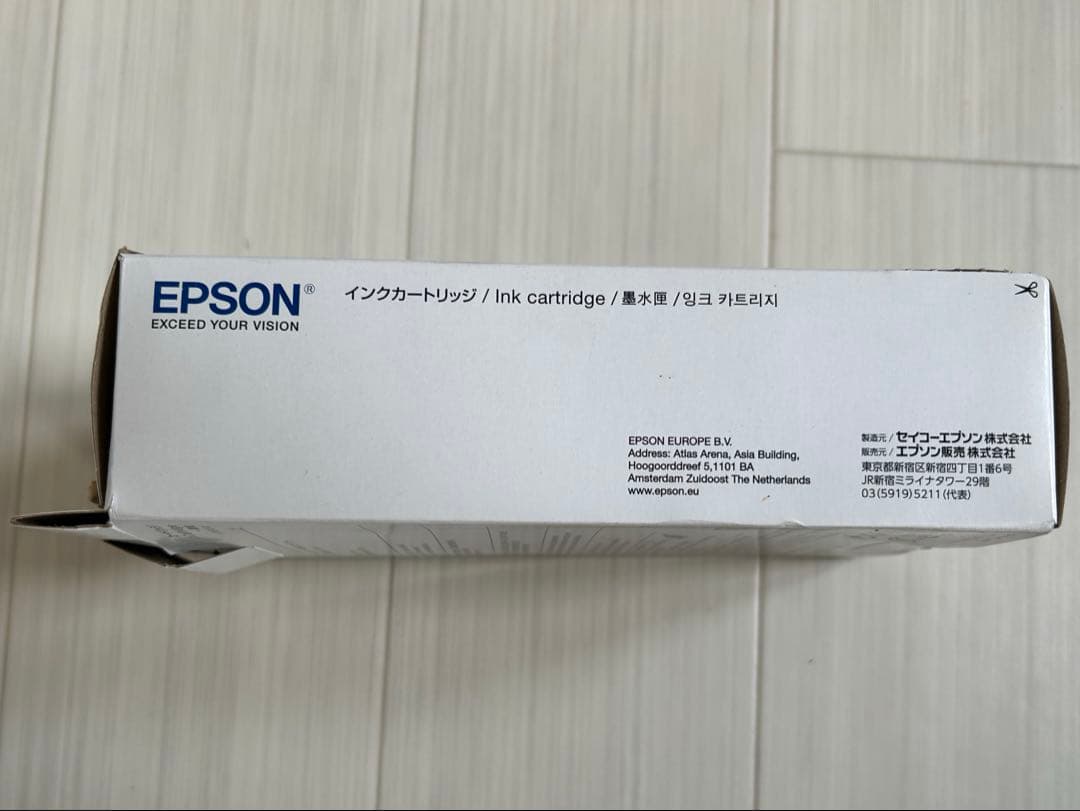 EPSON®
EXCEED YOUR VISION
インクカートリッジ / Ink cartridge / 墨水匣 / 잉크 카트리지
EPSON EUROPE B.V.
Address: Atlas Arena, Asia Building,
Hoogoorddreef 5,1101 BA
Amsterdam Zuidoost The Netherlands
www.epson.eu
製造元 / セイコーエプソン株式会社
販売元 / エプソン販売株式会社
東京都新宿区新宿四丁目1番6号
JR新宿ミライナタワー29階
03(5919)5211(代表)